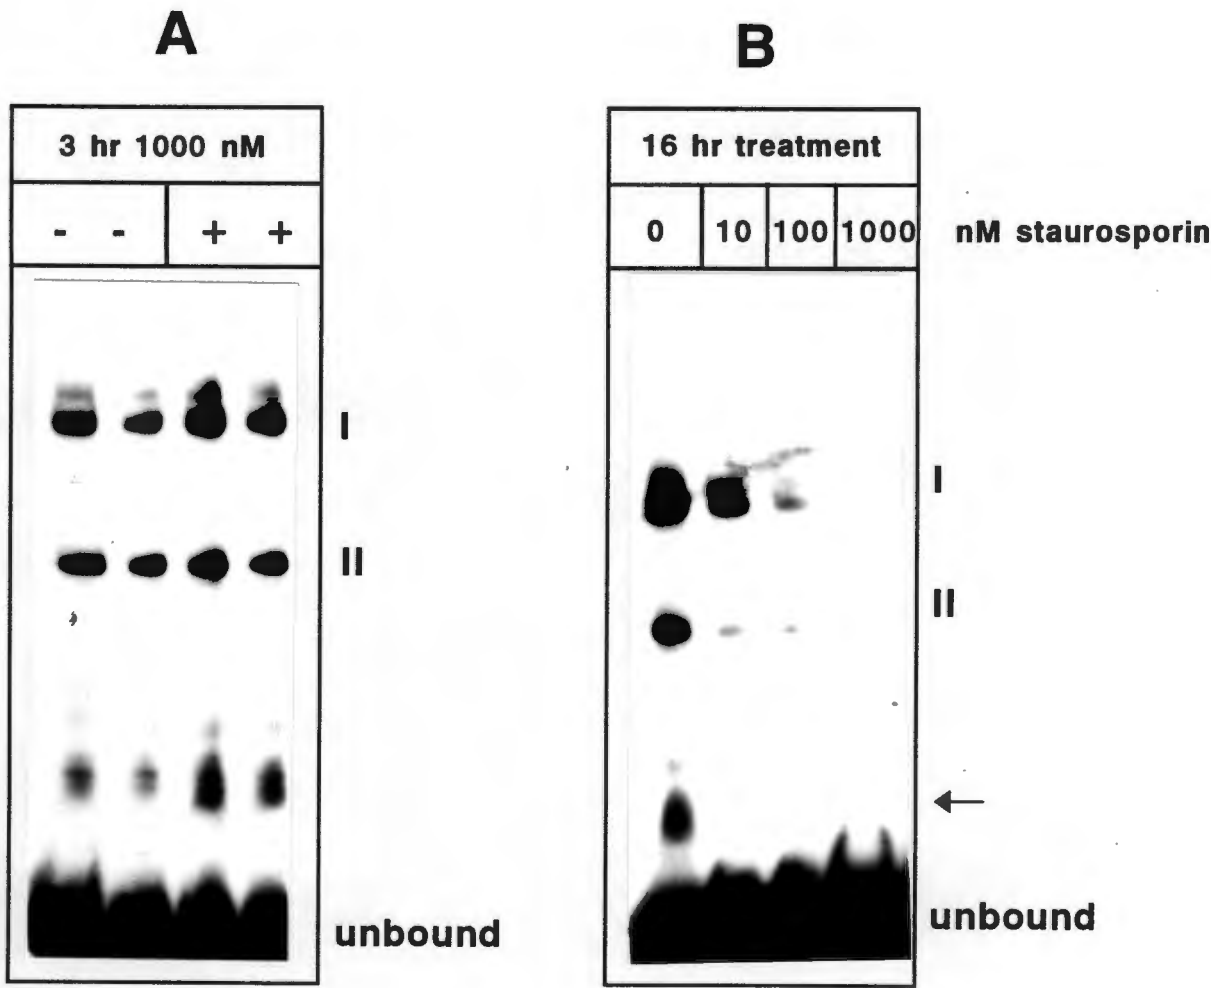 A
3 hr 1000 nM
- - + +
I
II
unbound
B
16 hr treatment
0 10 100 1000 nM staurosporin
I
II
unbound